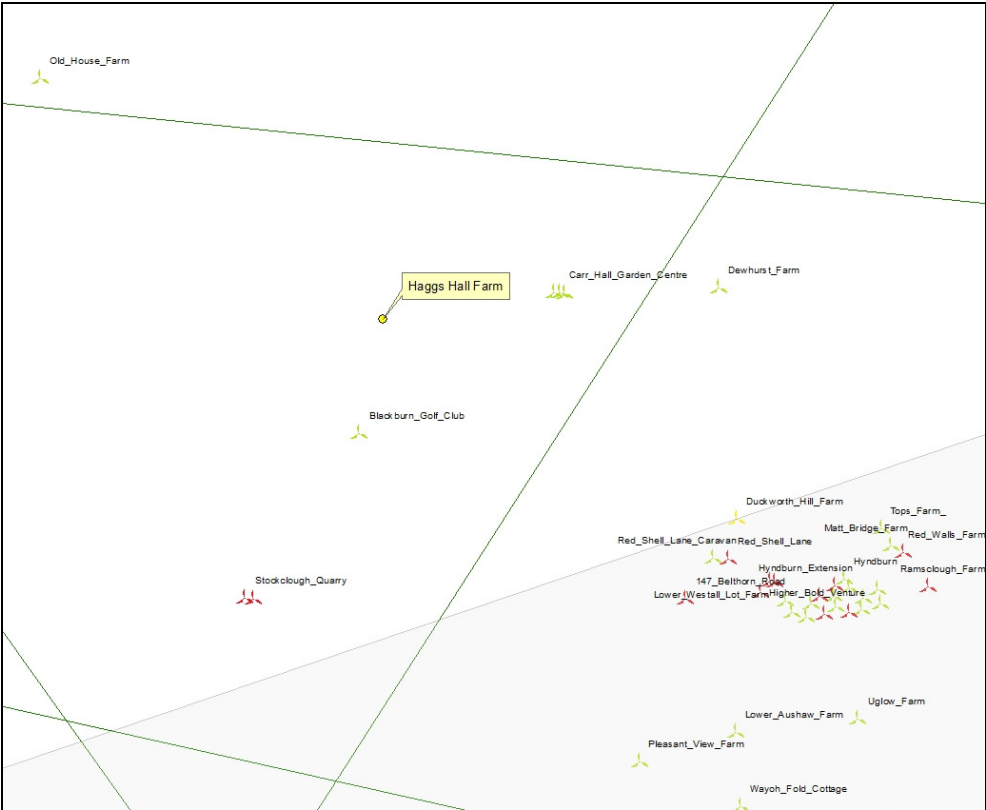 Old_House_Farm
Carr_Hall_Garden_Centre
Dewhurst_Farm
Haggs Hall Farm
Blackburn_Golf_Club
Duckworth_Hill_Farm
Tops_Farm_
Matt_Bridge_Farm
Red_Walls_Farm
Red_Shell_Lane_Caravan
Red_Shell_Lane
Hyndburn_Extension
Hyndburn
Ramsclough_Farm
Stockclough_Quarry
147_Belthorn_Road
Lower_Westall_Lot_Farm
Higher_Bold_Venture
Uglow_Farm
Lower_Aushaw_Farm
Pleasant_View_Farm
Wayoh_Fold_Cottage